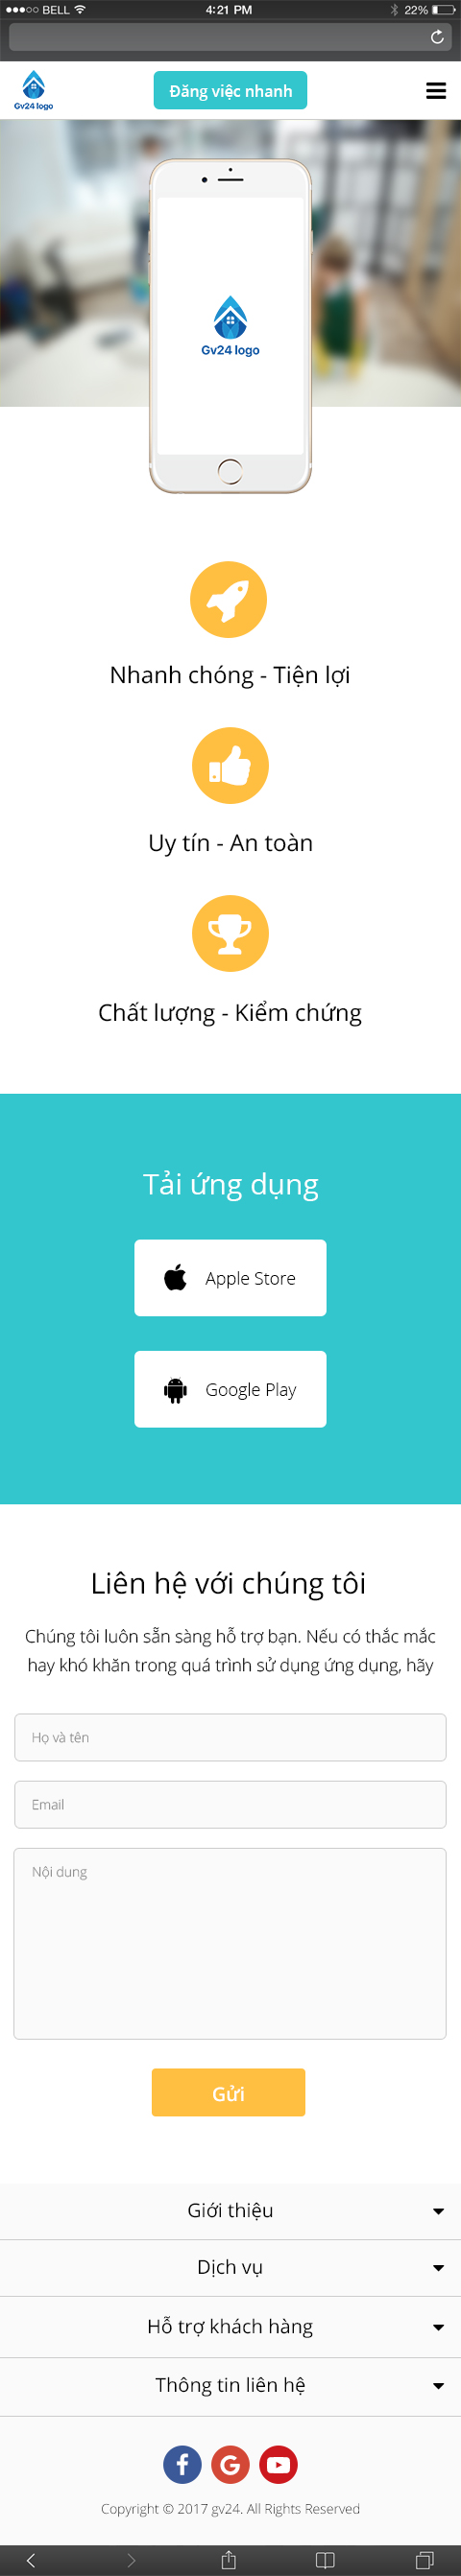 BELL
4:21 PM
22%
Gv24 logo
Đăng việc nhanh
Gv24 logo
Nhanh chóng - Tiện lợi
Uy tín - An toàn
Chất lượng - Kiểm chứng
Tải ứng dụng
Apple Store
Google Play
Liên hệ với chúng tôi
Chúng tôi luôn sẵn sàng hỗ trợ bạn. Nếu có thắc mắc
hay khó khăn trong quá trình sử dụng ứng dụng, hãy
Họ và tên
Email
Nội dung
Gửi
Giới thiệu
Dịch vụ
Hỗ trợ khách hàng
Thông tin liên hệ
Copyright © 2017 gv24. All Rights Reserved